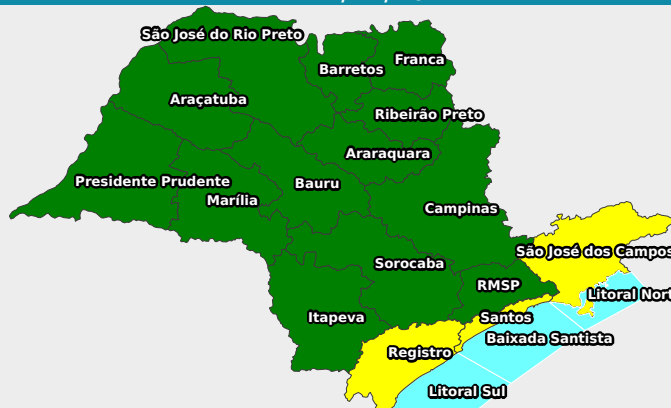 São José do Rio Preto
Franca
Barretos
Araçatuba
Ribeirão Preto
Araraquara
Presidente Prudente
Bauru
Marília
Campinas
São José dos Campos
Sorocaba
RMSP
Litoral Nort
Itapeva
Santos
Baixada Santista
Registro
Litoral Sul